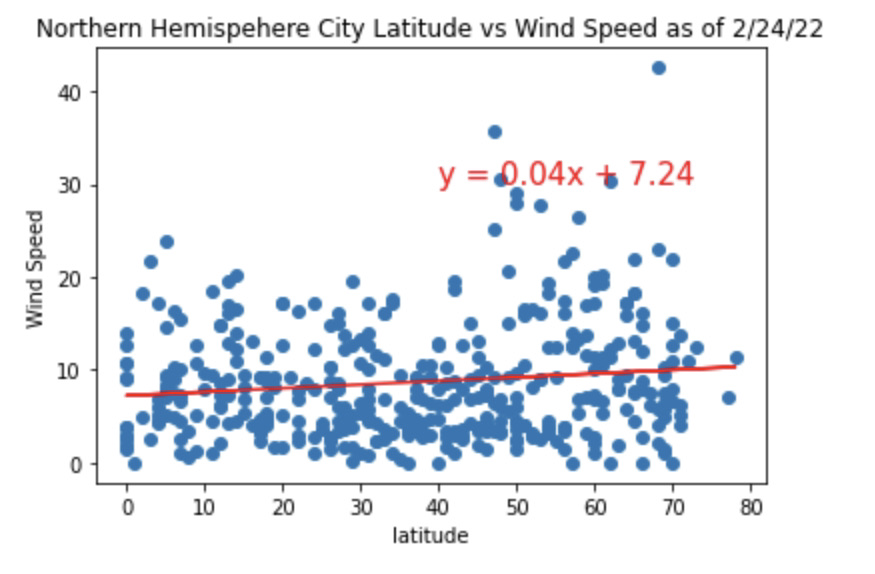 Northern Hemispehere City Latitude vs Wind Speed as of 2/24/22
40
y = 0.04x + 7.24
30
Wind Speed
20
10
0
0 10 20 30 40 50 60 70 80
latitude